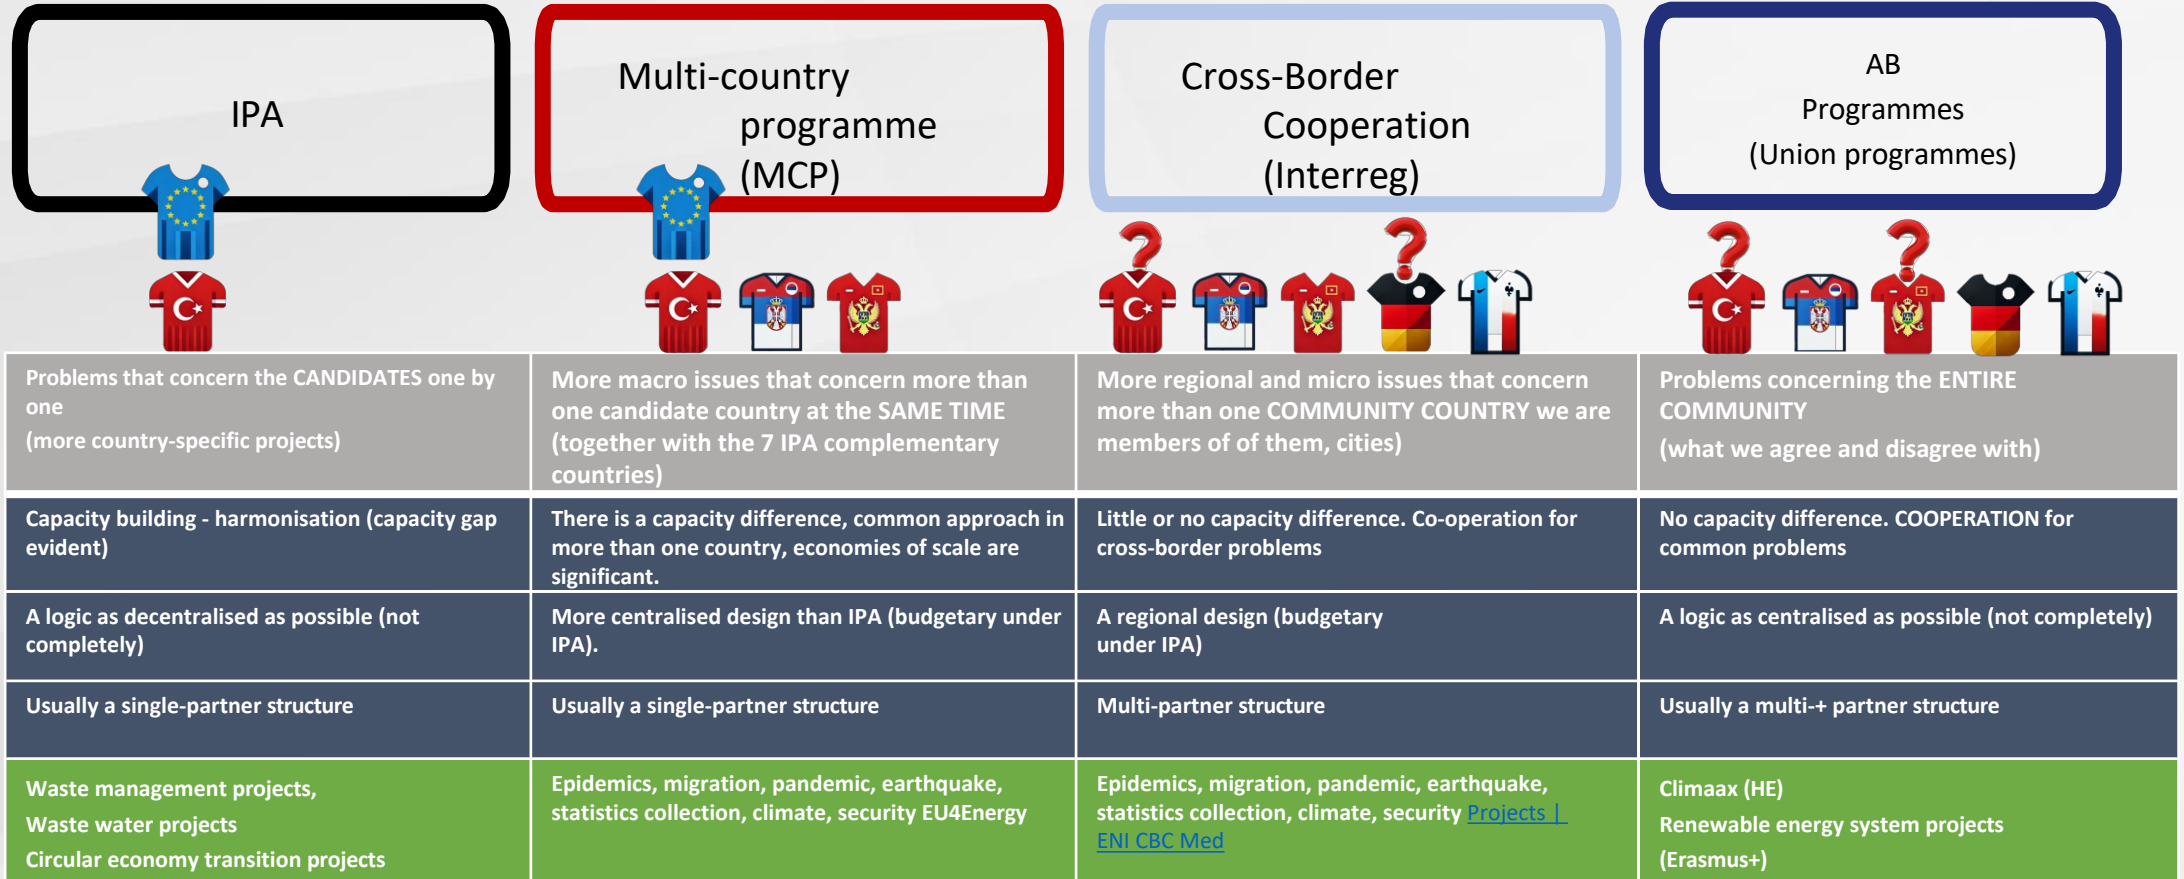 IPA
Multi-country
programme
(MCP)
Cross-Border
Cooperation
(Interreg)
AB
Programmes
(Union programmes)
?
?
?
?
Problems that concern the CANDIDATES one by
one
(more country-specific projects)
More macro issues that concern more than
one candidate country at the SAME TIME
(together with the 7 IPA complementary
countries)
More regional and micro issues that concern
more than one COMMUNITY COUNTRY we are
members of of them, cities)
Problems concerning the ENTIRE
COMMUNITY
(what we agree and disagree with)
Capacity building - harmonisation (capacity gap
evident)
There is a capacity difference, common approach in
more than one country, economies of scale are
significant.
Little or no capacity difference. Co-operation for
cross-border problems
No capacity difference. COOPERATION for
common problems
A logic as decentralised as possible (not
completely)
More centralised design than IPA (budgetary under
IPA).
A regional design (budgetary
under IPA)
A logic as centralised as possible (not completely)
Usually a single-partner structure
Usually a single-partner structure
Multi-partner structure
Usually a multi-+ partner structure
Waste management projects,
Waste water projects
Circular economy transition projects
Epidemics, migration, pandemic, earthquake,
statistics collection, climate, security EU4Energy
Epidemics, migration, pandemic, earthquake,
statistics collection, climate, security Projects |
ENI CBC Med
Climaax (HE)
Renewable energy system projects
(Erasmus+)